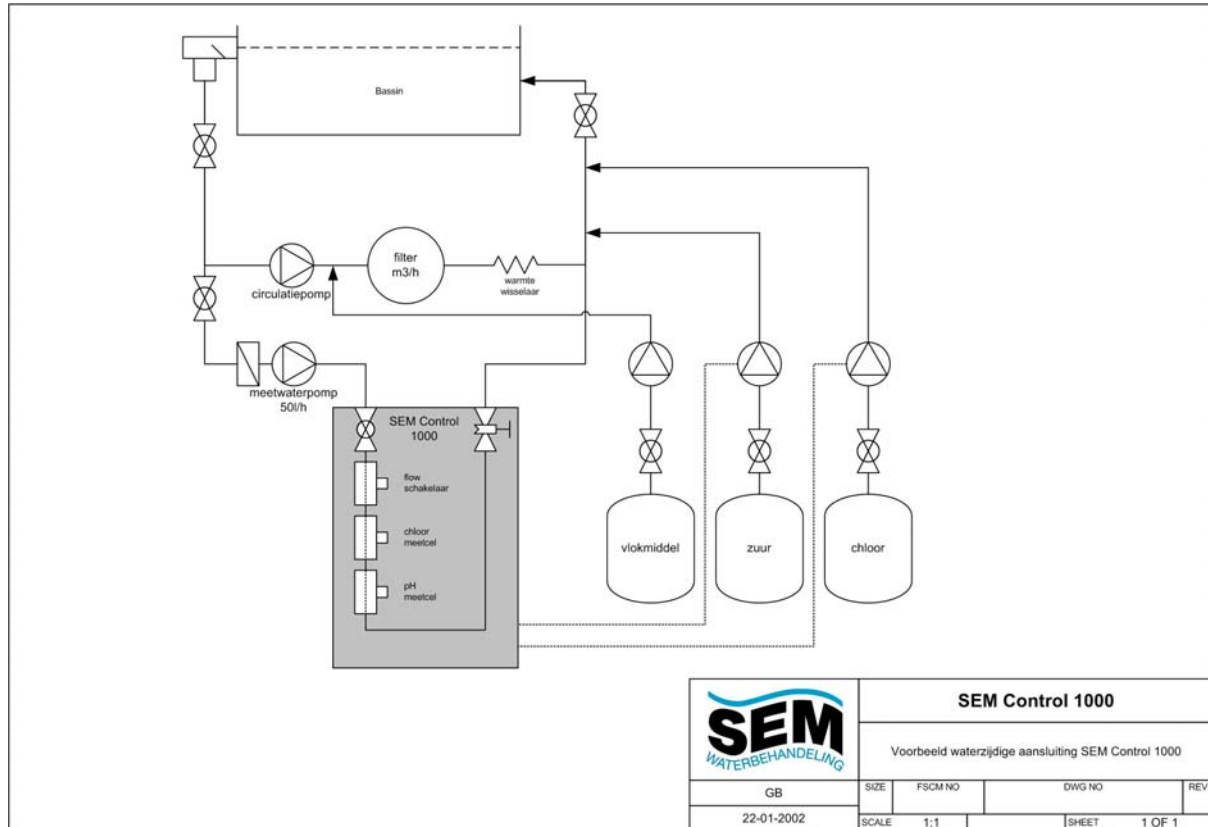 Bassin
filter
m3/h
warmte
wisselaar
circulatiepomp
meetwaterpomp
50l/h
SEM Control
1000
flow
schakelaar
chloor
meetcel
pH
meetcel
vlokmiddel
zuur
chloor
SEM
WATERBEHANDELING
SEM Control 1000
Voorbeeld waterzijdige aansluiting SEM Control 1000
GB
SIZE FSCM NO DWG NO REV
22-01-2002
SCALE 1:1 SHEET 1 OF 1